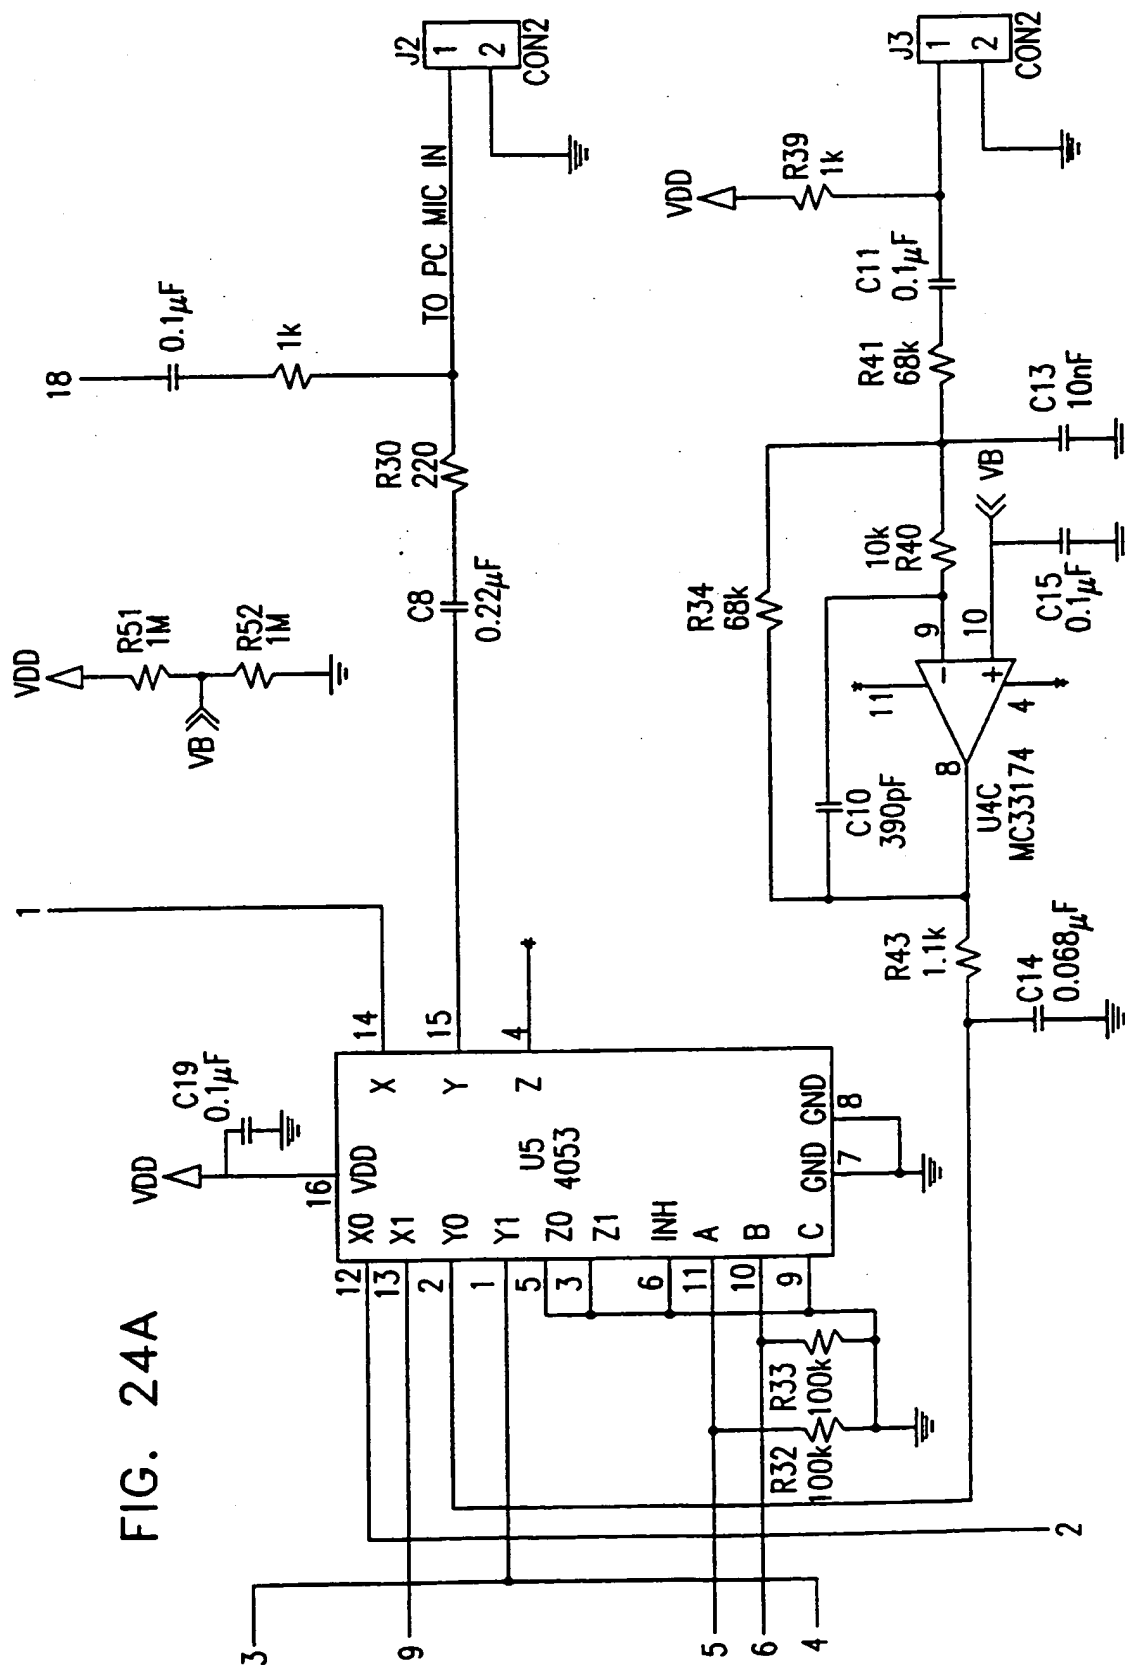 FIG. 24A
3
9
5
6
4
2
1
18
VDD
C19
0.1µF
16
VDD
12
X0
13
X1
2
Y0
1
Y1
5
Z0
3
Z1
6
INH
11
A
10
B
9
C
X
14
Y
15
Z
4
U5
4053
GND
7
GND
8
R32
100k
R33
100k
VDD
R51
1M
VB
R52
1M
C8
0.22µF
R30
220
0.1µF
1k
TO PC MIC IN
J2
1
2
CON2
R43
1.1k
C14
0.068µF
C10
390pF
R34
68k
8
U4C
MC33174
11
4
9
10
-
+
10k
R40
C15
0.1µF
VB
C13
10nF
R41
68k
C11
0.1µF
VDD
R39
1k
J3
1
2
CON2